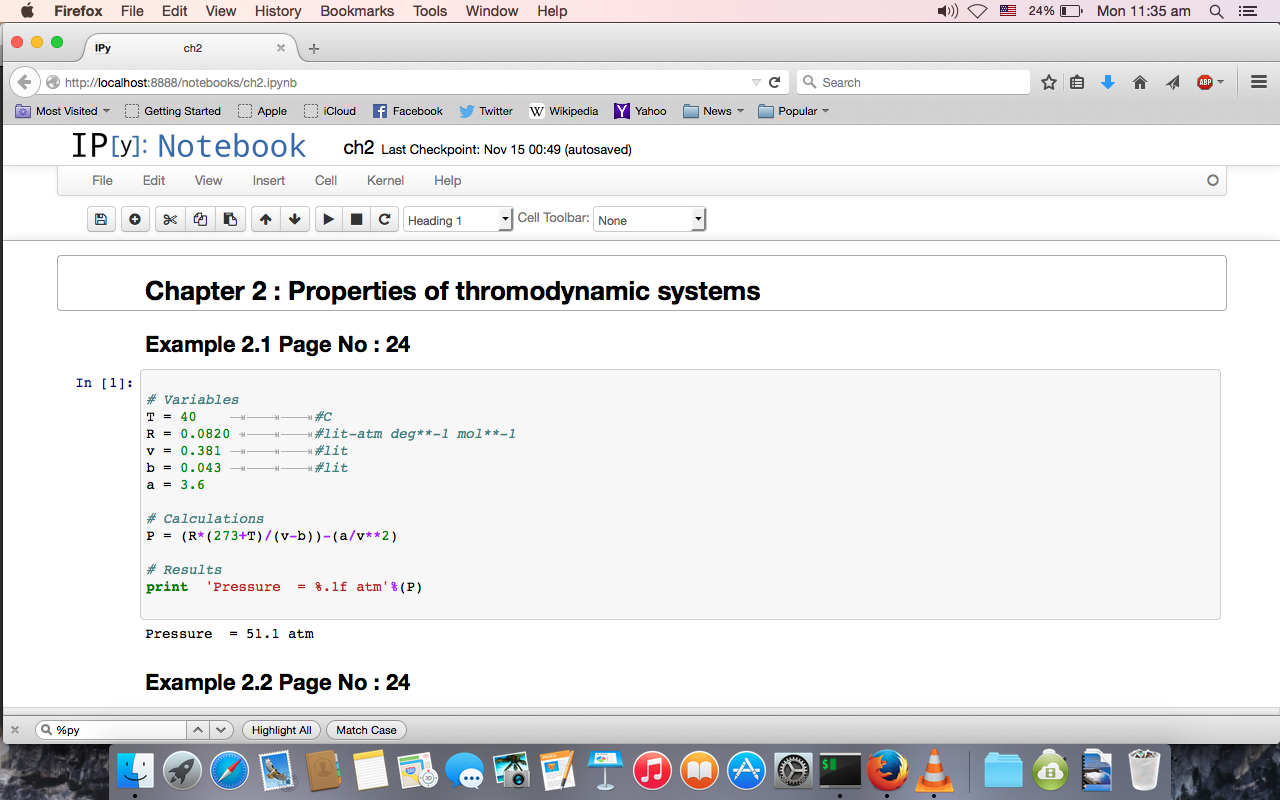 Firefox File Edit View History Bookmarks Tools Window Help 24% Mon 11:35 am
IPy ch2
http://localhost:8888/notebooks/ch2.ipynb Search ABP
Most Visited Getting Started Apple iCloud Facebook Twitter W Wikipedia Y Yahoo News Popular
IP[y]: Notebook ch2 Last Checkpoint: Nov 15 00:49 (autosaved)
File Edit View Insert Cell Kernel Help
Heading 1 Cell Toolbar: None
Chapter 2 : Properties of thromodynamic systems
Example 2.1 Page No : 24
In [1]:
# Variables
T = 40 #C
R = 0.0820 #lit-atm deg**-1 mol**-1
v = 0.381 #lit
b = 0.043 #lit
a = 3.6
# Calculations
P = (R*(273+T)/(v-b))-(a/v**2)
# Results
print  'Pressure  = %.1f atm'%(P)
Pressure  = 51.1 atm
Example 2.2 Page No : 24
%py Highlight All Match Case
3D $